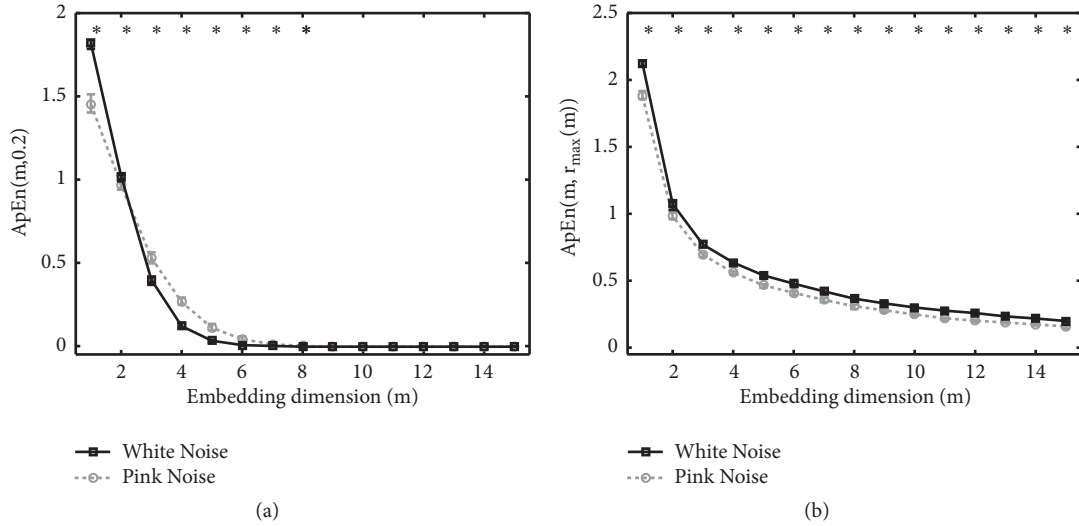 * * * * * * * *
2
1.5
1
0.5
0
ApEn(m,0.2)
2 4 6 8 10 12 14
Embedding dimension (m)
White Noise
Pink Noise
(a)
* * * * * * * * * * * * * * *
2.5
2
1.5
1
0.5
0
ApEn(m, r_max(m))
2 4 6 8 10 12 14
Embedding dimension (m)
White Noise
Pink Noise
(b)